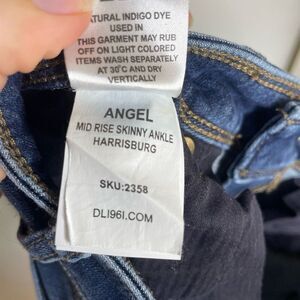 NATURAL INDIGO DYE
USED IN
THIS GARMENT MAY RUB
OFF ON LIGHT COLORED
ITEMS WASH SEPARATELY
AT 30°C AND DRY
VERTICALLY
ANGEL
MID RISE SKINNY ANKLE
HARRISBURG
SKU:2358
DL1961.COM